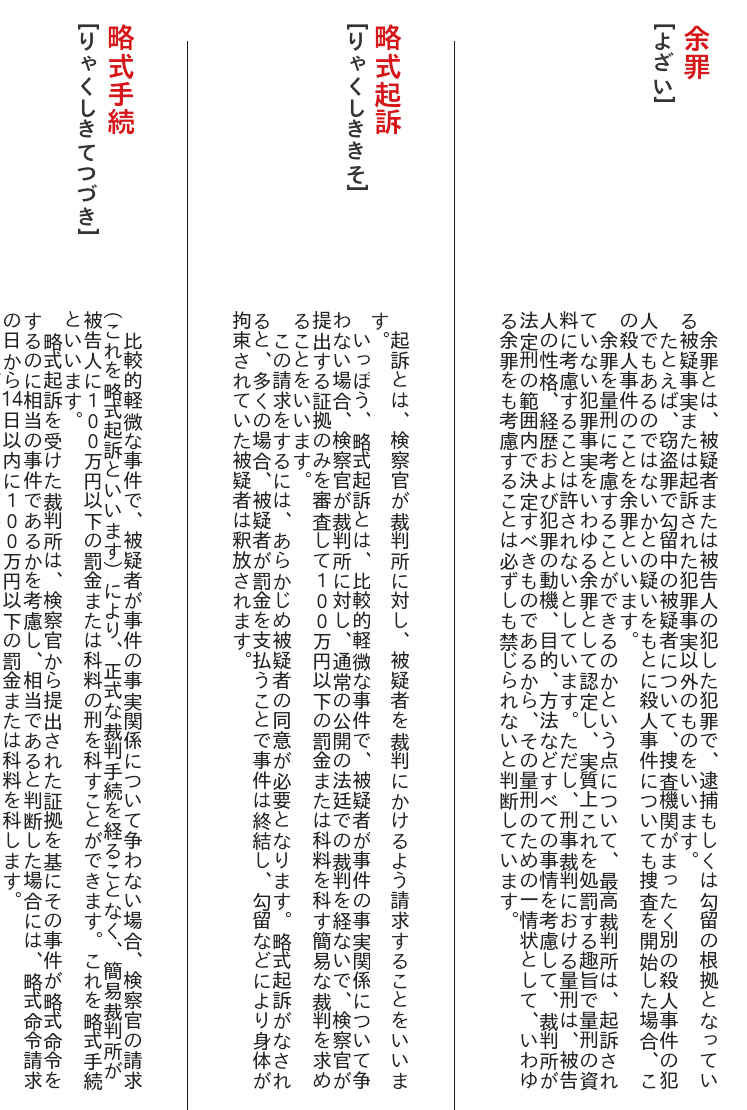 余罪
［よざい］
余罪とは、被疑者または被告人の犯した犯罪で、逮捕もしくは勾留の根拠となってい
る被疑事実または起訴された犯罪事実以外のものをいいます。
たとえば、窃盗罪で勾留中の被疑者について、捜査機関がまったく別の殺人事件の犯
人でもあるのではないかとの疑いをもとに殺人事件についても捜査を開始した場合、こ
の殺人事件のことを余罪といいます。
余罪を量刑に考慮することができるのかという点について、最高裁判所は、起訴され
ていない犯罪事実をいわゆる余罪として認定し、実質上これを処罰する趣旨で量刑の資
料に考慮することは許されないとしています。ただし、刑事裁判における量刑は、被告
人の性格、経歴および犯罪の動機、目的、方法などすべての事情を考慮して、裁判所が
法定刑の範囲内で決定すべきものであるから、その量刑のための一情状として、いわゆ
る余罪をも考慮することは必ずしも禁じられないと判断しています。
略式起訴
［りゃくしききそ］
起訴とは、検察官が裁判所に対し、被疑者を裁判にかけるよう請求することをいいま
す。
いっぽう、略式起訴とは、比較的軽微な事件で、被疑者が事件の事実関係について争
わない場合、検察官が裁判所に対し、通常の公開の法廷での裁判を経ないで、検察官が
提出する証拠のみを審査して１００万円以下の罰金または科料を科す簡易な裁判を求め
ることをいいます。
この請求をするには、あらかじめ被疑者の同意が必要となります。略式起訴がなされ
ると、多くの場合、被疑者が罰金を支払うことで事件は終結し、勾留などにより身体が
拘束されていた被疑者は釈放されます。
略式手続
［りゃくしきてつづき］
比較的軽微な事件で、被疑者が事件の事実関係について争わない場合、検察官の請求
（これを略式起訴といいます）により、正式な裁判手続を経ることなく、簡易裁判所が
被告人に１００万円以下の罰金または科料の刑を科すことができます。これを略式手続
といいます。
略式起訴を受けた裁判所は、検察官から提出された証拠を基にその事件が略式命令を
するのに相当の事件であるかを考慮し、相当であると判断した場合には、略式命令請求
の日から14日以内に１００万円以下の罰金または科料を科します。